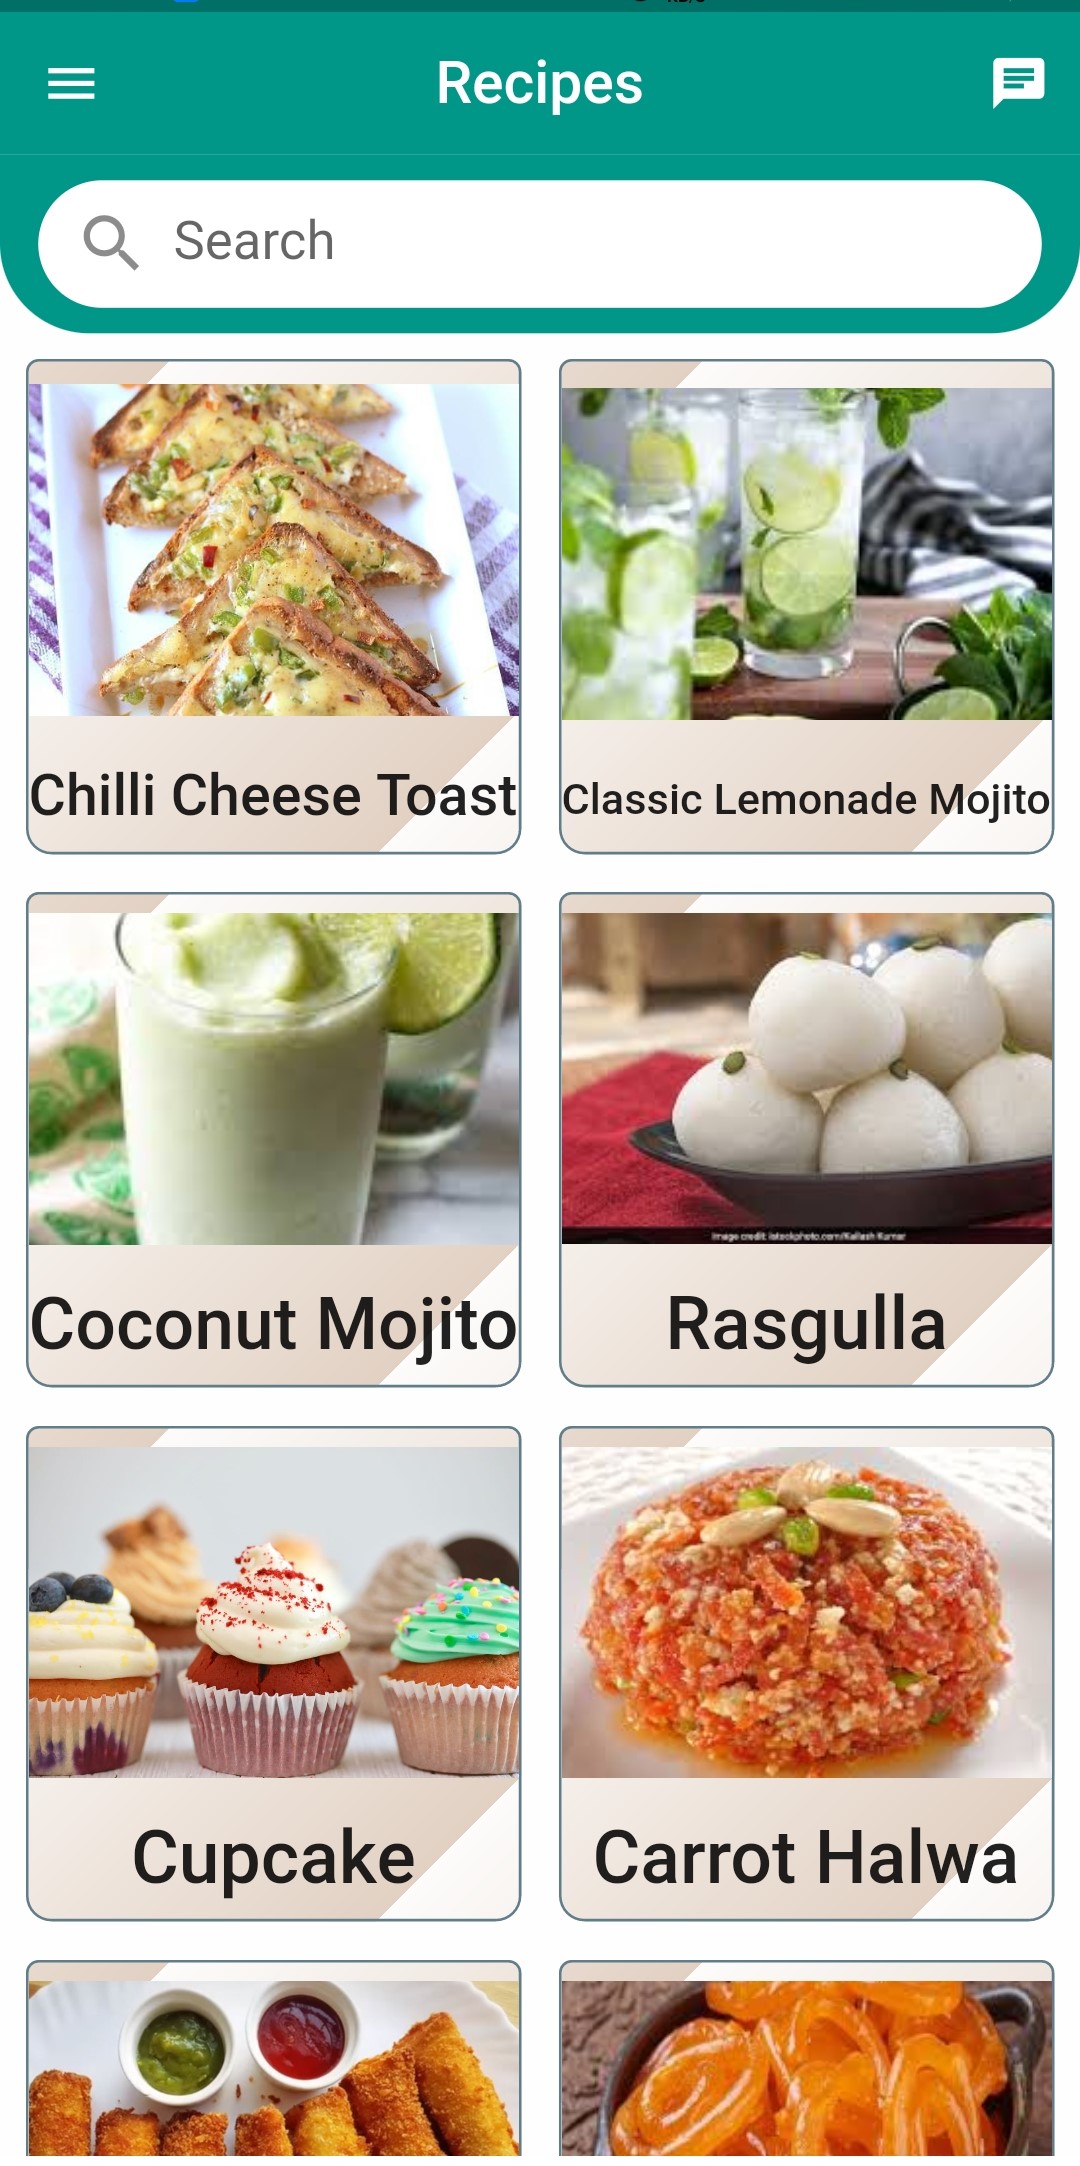 Recipes
Search
Chilli Cheese Toast
Classic Lemonade Mojito
Coconut Mojito
Image credit: istockphoto.com/Kailash Kumar
Rasgulla
Cupcake
Carrot Halwa